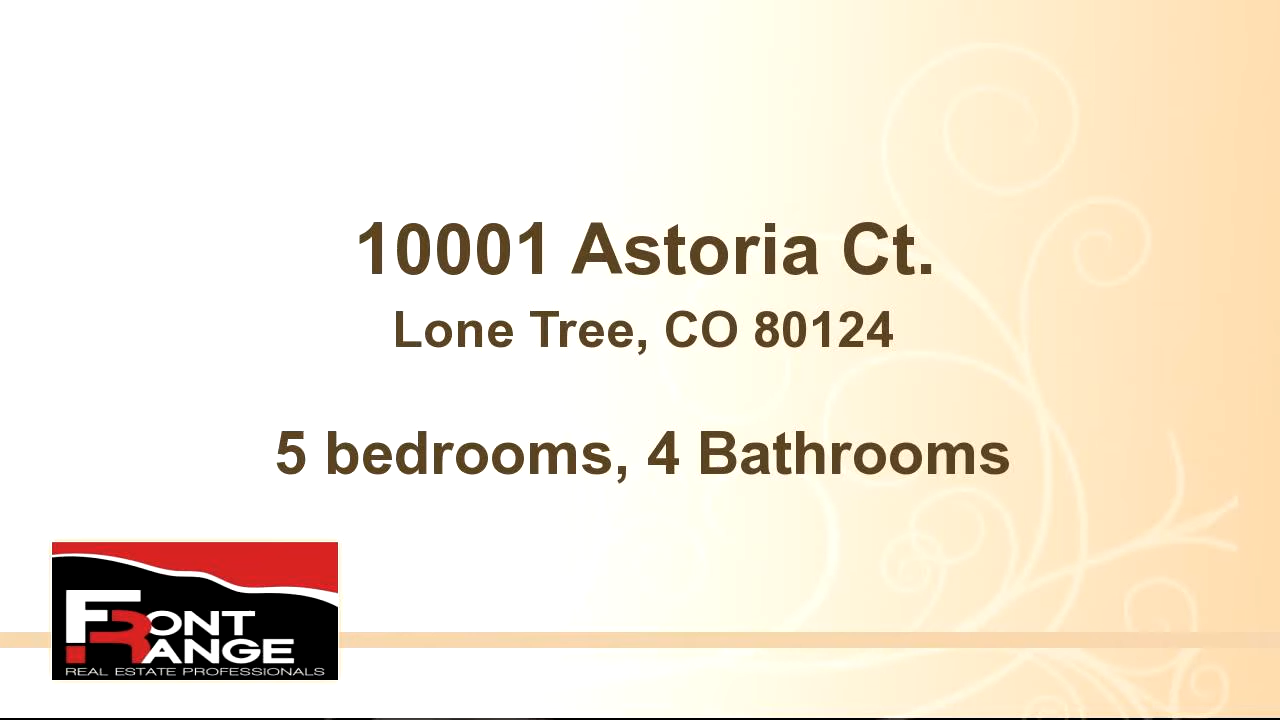 10001 Astoria Ct.
Lone Tree, CO 80124
5 bedrooms, 4 Bathrooms
FRONT
RANGE
REAL ESTATE PROFESSIONALS